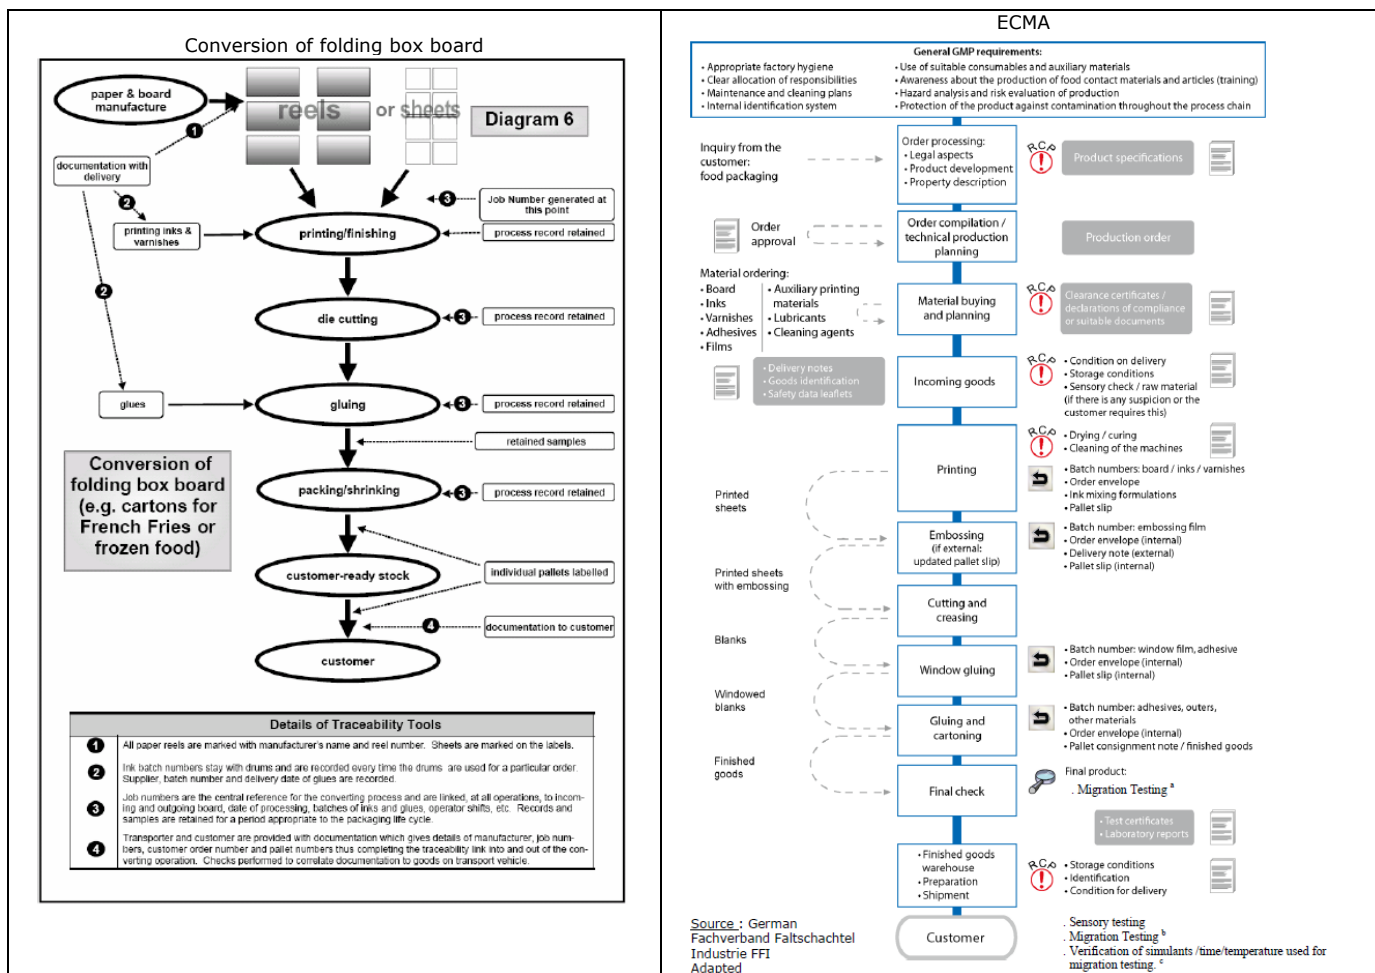 Conversion of folding box board
paper & board
manufacture
reels or sheets
Diagram 6
1
documentation with
delivery
2
3
Job Number generated at
this point
printing inks &
varnishes
printing/finishing
process record retained
2
die cutting
3
process record retained
glues
gluing
3
process record retained
retained samples
Conversion of
folding box board
(e.g. cartons for
French Fries or
frozen food)
packing/shrinking
3
process record retained
customer-ready stock
individual pallets labelled
4
documentation to customer
customer
Details of Traceability Tools
1 All paper reels are marked with manufacturer's name and reel number. Sheets are marked on the labels.
2 Ink batch numbers stay with drums and are recorded every time the drums are used for a particular order.
Supplier, batch number and delivery date of glues are recorded.
3 Job numbers are the central reference for the converting process and are linked, at all operations, to incom-
ing and outgoing board, date of processing, batches of inks and glues, operator shifts, etc. Records and
samples are retained for a period appropriate to the packaging life cycle.
4 Transporter and customer are provided with documentation which gives details of manufacturer, job num-
bers, customer order number and pallet numbers thus completing the traceability link into and out of the con-
verting operation. Checks performed to correlate documentation to goods on transport vehicle.
ECMA
General GMP requirements:
• Appropriate factory hygiene
• Clear allocation of responsibilities
• Maintenance and cleaning plans
• Internal identification system
• Use of suitable consumables and auxiliary materials
• Awareness about the production of food contact materials and articles (training)
• Hazard analysis and risk evaluation of production
• Protection of the product against contamination throughout the process chain
Inquiry from the
customer:
food packaging
Order processing:
• Legal aspects
• Product development
• Property description
R.C.P
Product specifications
Order
approval
Order compilation /
technical production
planning
Production order
Material ordering:
• Board
• Inks
• Varnishes
• Adhesives
• Films
• Auxiliary printing
materials
• Lubricants
• Cleaning agents
Material buying
and planning
R.C.P
Clearance certificates /
declarations of compliance
or suitable documents
• Delivery notes
• Goods identification
• Safety data leaflets
Incoming goods
R.C.P
• Condition on delivery
• Storage conditions
• Sensory check / raw material
(if there is any suspicion or the
customer requires this)
Printing
R.C.P
• Drying / curing
• Cleaning of the machines
• Batch numbers: board / inks / varnishes
• Order envelope
• Ink mixing formulations
• Pallet slip
Printed
sheets
Embossing
(if external:
updated pallet slip)
• Batch number: embossing film
• Order envelope (internal)
• Delivery note (external)
• Pallet slip (internal)
Printed sheets
with embossing
Cutting and
creasing
Blanks
Window gluing
• Batch number: window film, adhesive
• Order envelope (internal)
• Pallet slip (internal)
Windowed
blanks
Gluing and
cartoning
• Batch number: adhesives, outers,
other materials
• Order envelope (internal)
• Pallet consignment note / finished goods
Finished
goods
Final check
Final product:
. Migration Testing a
• Test certificates
• Laboratory reports
• Finished goods
warehouse
• Preparation
• Shipment
R.C.P
• Storage conditions
• Identification
• Condition for delivery
Source : German
Fachverband Faltschachtel
Industrie FFI
Adapted
Customer
. Sensory testing
. Migration Testing b
. Verification of simulants /time/temperature used for
migration testing. c